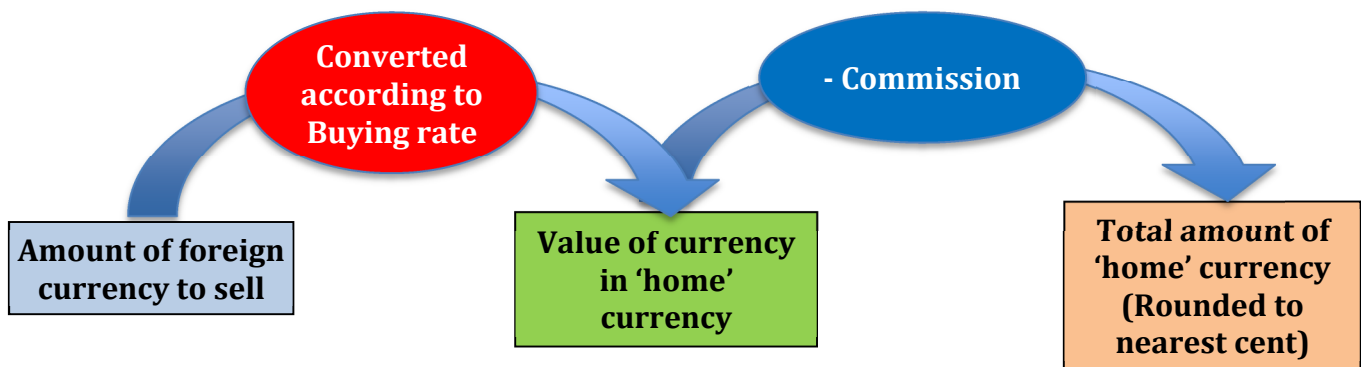 Converted
according to
Buying rate
- Commission
Amount of foreign
currency to sell
Value of currency
in ‘home’
currency
Total amount of
‘home’ currency
(Rounded to
nearest cent)